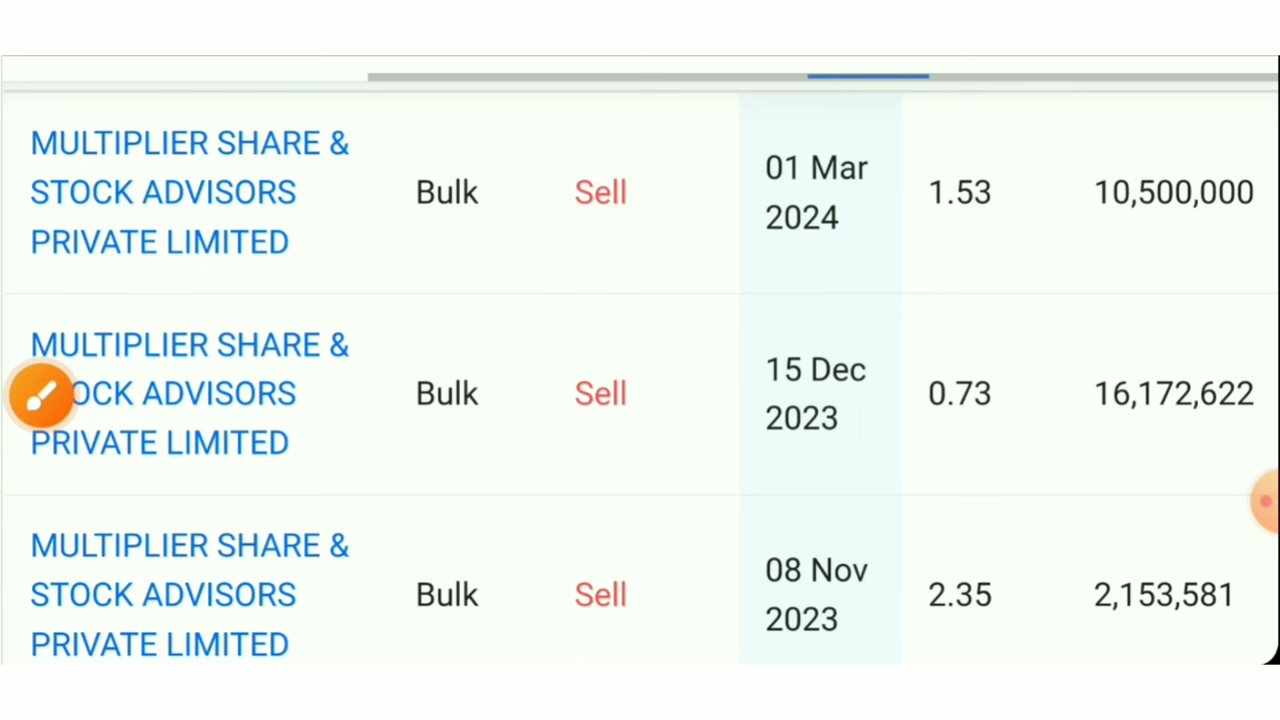 MULTIPLIER SHARE &
STOCK ADVISORS
PRIVATE LIMITED
Bulk
Sell
01 Mar
2024
1.53
10,500,000
MULTIPLIER SHARE &
OCK ADVISORS
PRIVATE LIMITED
Bulk
Sell
15 Dec
2023
0.73
16,172,622
MULTIPLIER SHARE &
STOCK ADVISORS
PRIVATE LIMITED
Bulk
Sell
08 Nov
2023
2.35
2,153,581